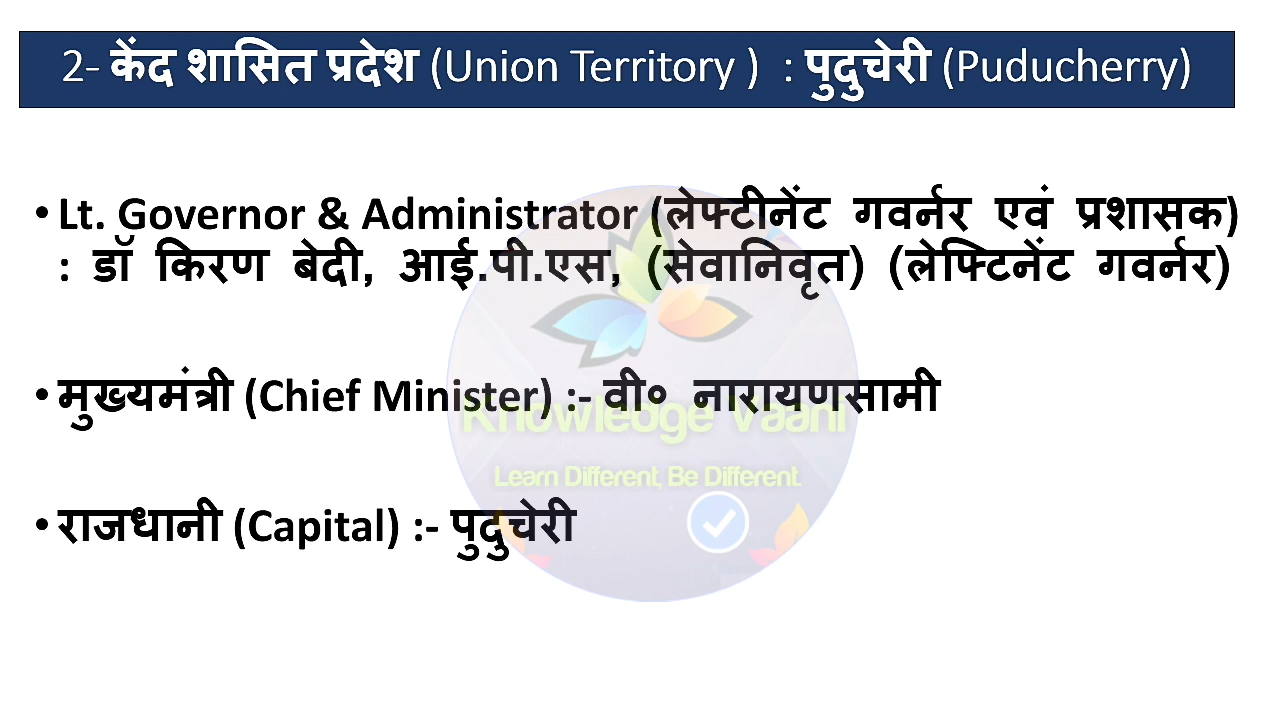 2- केंद शासित प्रदेश (Union Territory ) : पुदुचेरी (Puducherry)
• Lt. Governor & Administrator (लेफ्टीनेंट गवर्नर एवं प्रशासक)
: डॉ किरण बेदी, आई.पी.एस, (सेवानिवृत) (लेफ्टिनेंट गवर्नर)
• मुख्यमंत्री (Chief Minister) :- वी० नारायणसामी
Knowledge Vaani
Learn Different, Be Different
• राजधानी (Capital) :- पुदुचेरी